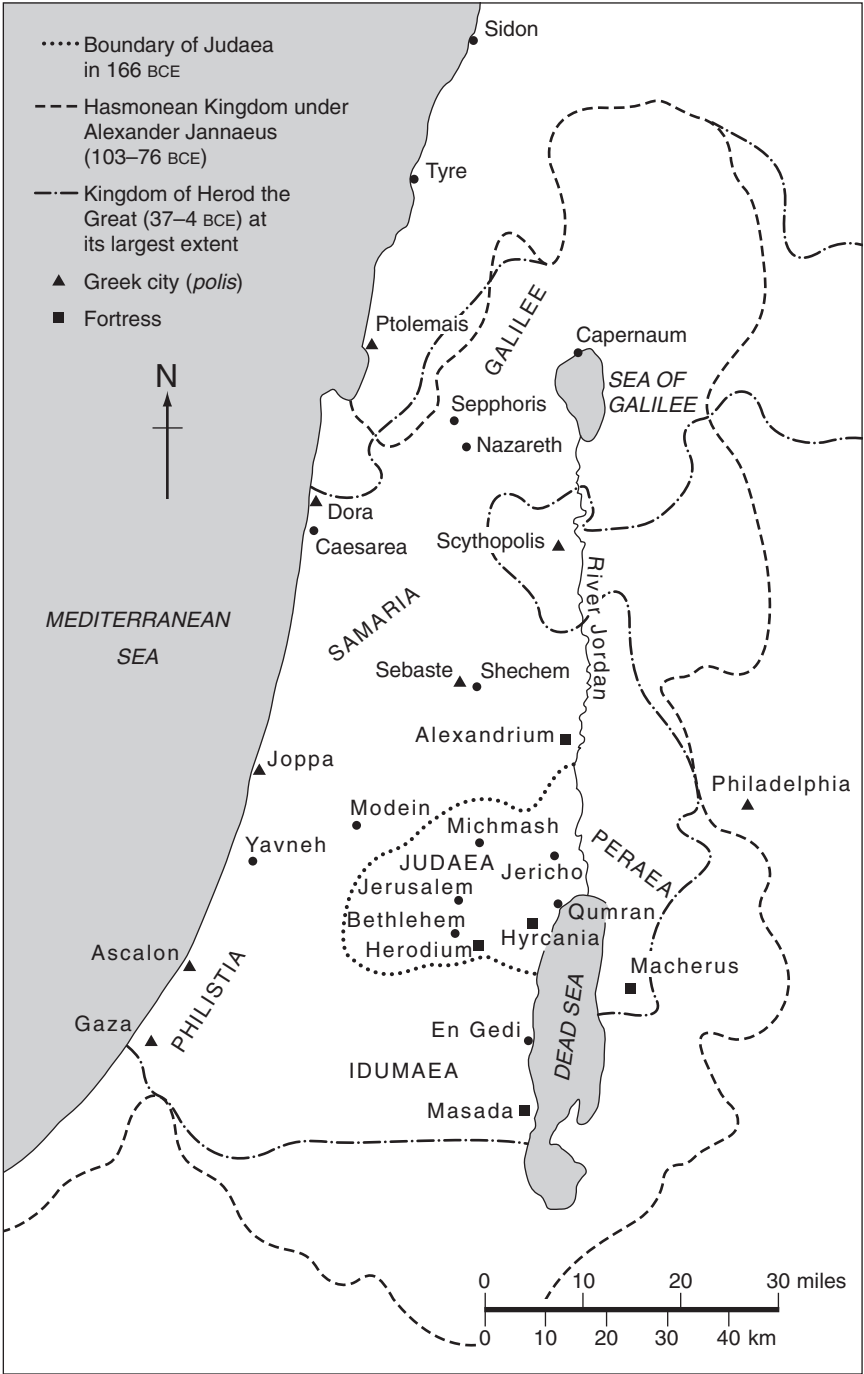 Boundary of Judaea
in 166 BCE
Hasmonean Kingdom under
Alexander Jannaeus
(103–76 BCE)
Kingdom of Herod the
Great (37–4 BCE) at
its largest extent
Greek city (polis)
Fortress
N
Sidon
Tyre
Ptolemais
GALILEE
Capernaum
SEA OF
GALILEE
Sepphoris
Nazareth
Dora
Caesarea
Scythopolis
River Jordan
MEDITERRANEAN
SEA
SAMARIA
Sebaste
Shechem
Alexandrium
Joppa
Philadelphia
Modein
Michmash
Yavneh
JUDAEA
Jericho
PERAEA
Jerusalem
Qumran
Bethlehem
Hyrcania
Herodium
Ascalon
PHILISTIA
Macherus
Gaza
En Gedi
DEAD SEA
IDUMAEA
Masada
0 10 20 30 miles
0 10 20 30 40 km